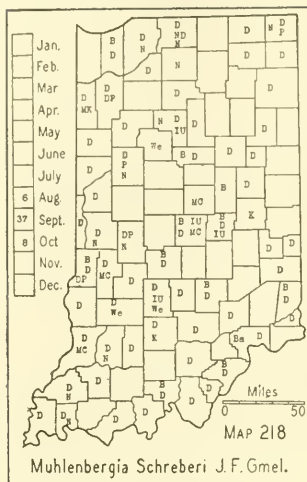 Jan.
Feb.
Mar
Apr.
May
June
July
6 Aug.
37 Sept.
8 Oct
Nov.
Dec.
B
D
D
N
D
ND
N
D
D
N
D
P
N
D
D
D
D
MK
D
DP
N
D
D
IU
We
B
D
D
D
P
N
MC
B
D
D
B
D
IU
MC
B
D
IU
K
D
N
DP
N
B
D
DP
D
MC
B
D
D
We
D
IU
We
D
B
D
D
MC
D
N
D
D
K
Ba
D
D
B
D
Miles
0
50
MAP 218
Muhlenbergia Schreberi J. F. Gmel.